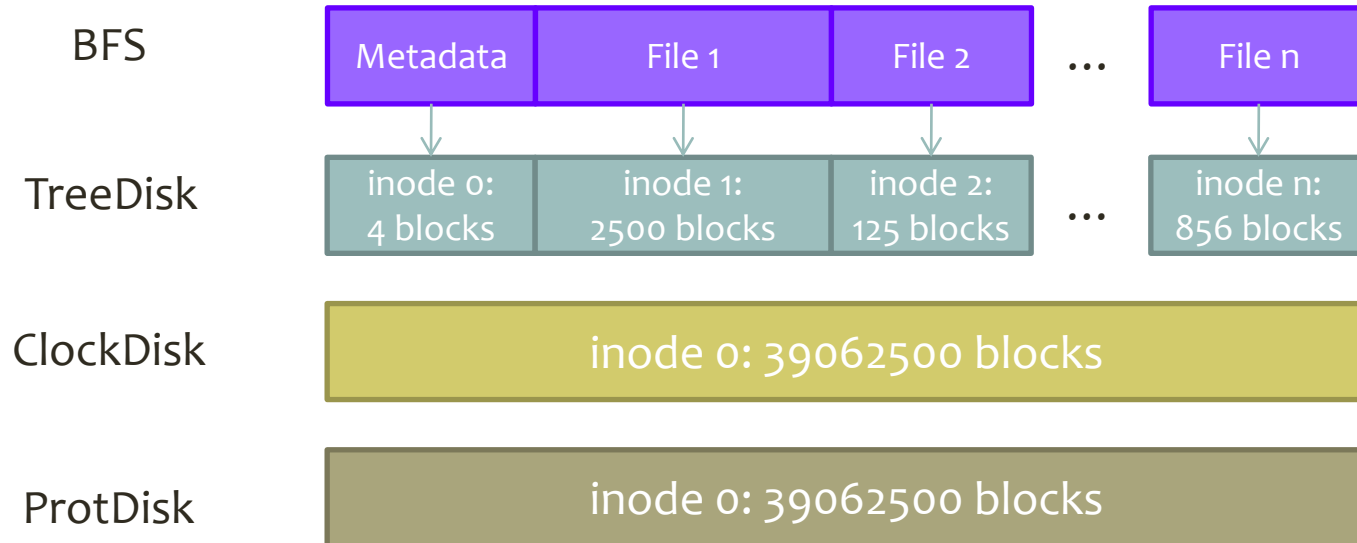 BFS
Metadata
File 1
File 2
...
File n
TreeDisk
inode 0:
4 blocks
inode 1:
2500 blocks
inode 2:
125 blocks
...
inode n:
856 blocks
ClockDisk
inode 0: 39062500 blocks
ProtDisk
inode 0: 39062500 blocks